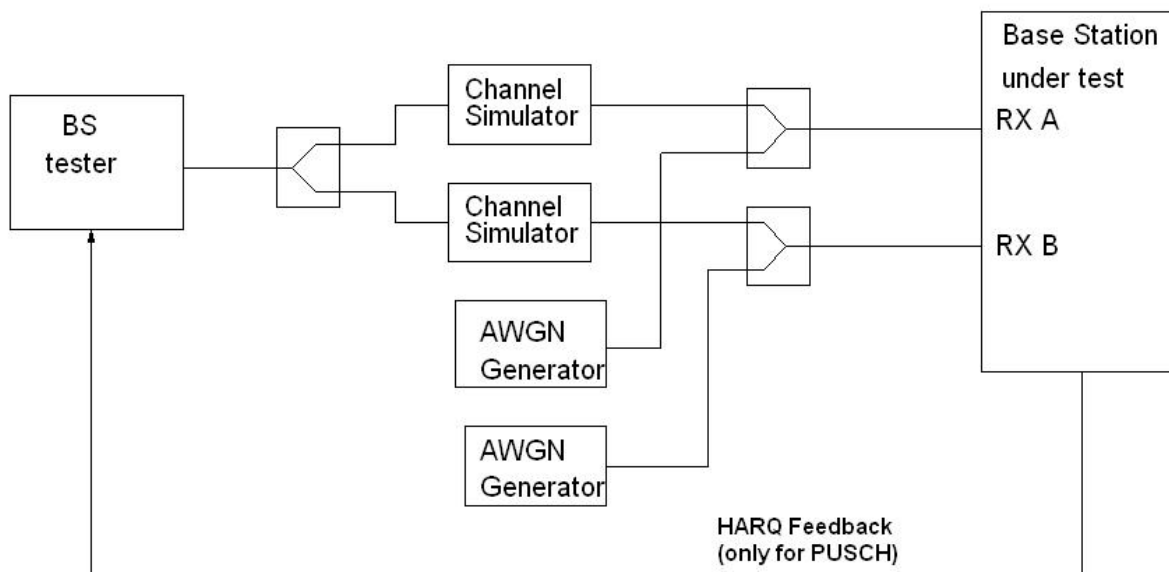 BS
tester
Channel
Simulator
Channel
Simulator
AWGN
Generator
AWGN
Generator
Base Station
under test
RX A
RX B
HARQ Feedback
(only for PUSCH)